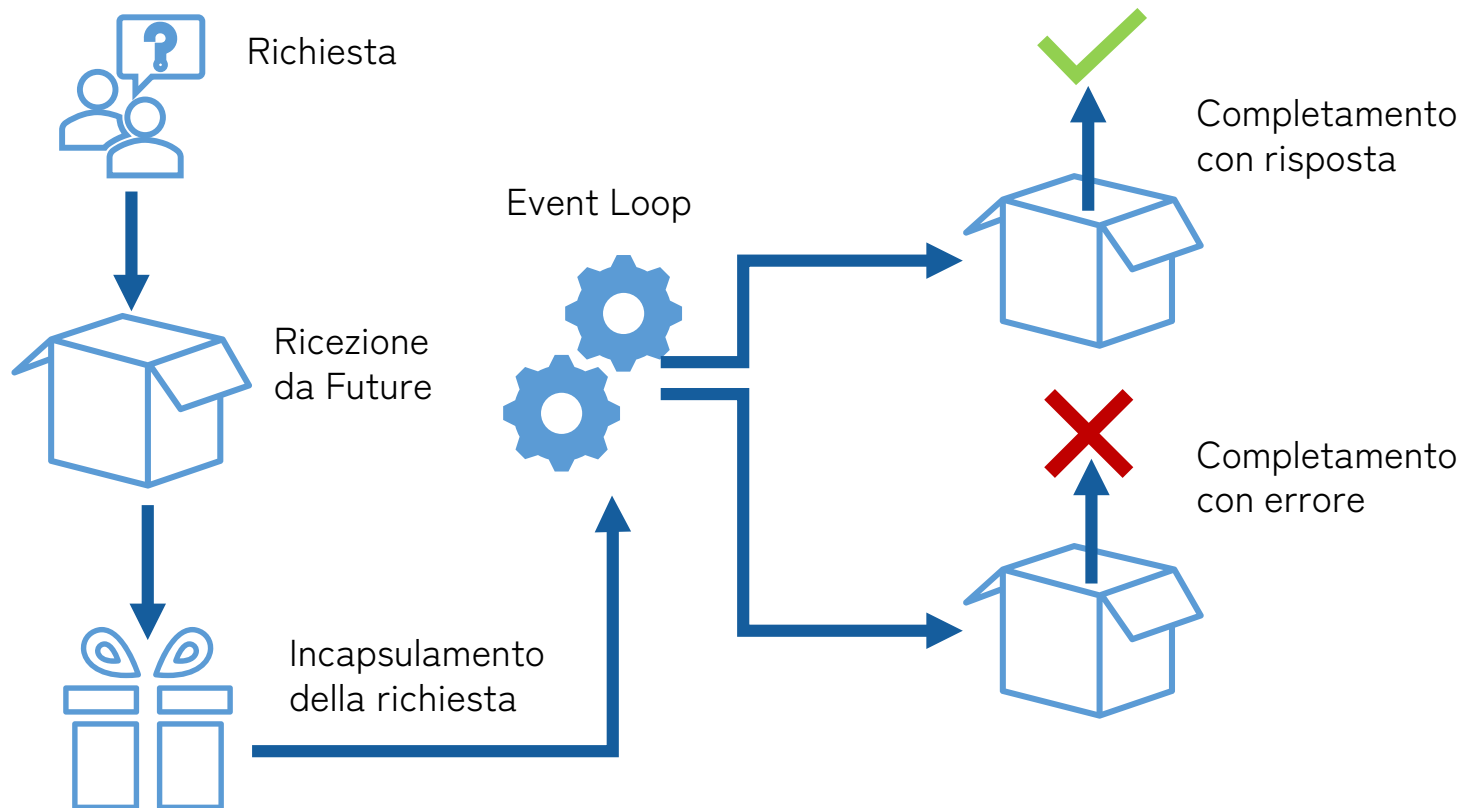 Richiesta
Ricezione
da Future
Incapsulamento
della richiesta
Event Loop
Completamento
con risposta
Completamento
con errore
?